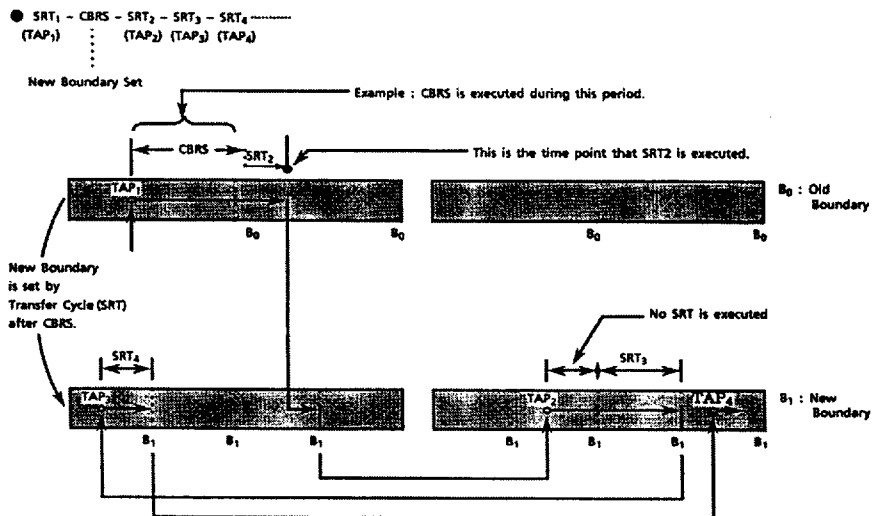 ● SRT₁ – CBRS – SRT₂ – SRT₃ – SRT₄ ┈┈
(TAP₁) (TAP₂) (TAP₃) (TAP₄)
New Boundary Set
Example : CBRS is executed during this period.
CBRS
SRT₂
This is the time point that SRT2 is executed.
TAP₁
B₀ : Old
Boundary
B₀ B₀ B₀ B₀
New Boundary
is set by
Transfer Cycle (SRT)
after CBRS.
No SRT is executed
SRT₄
SRT₃
TAP₂ TAP₄
B₁ : New
Boundary
B₁ B₁ B₁ B₁ B₁ B₁ B₁